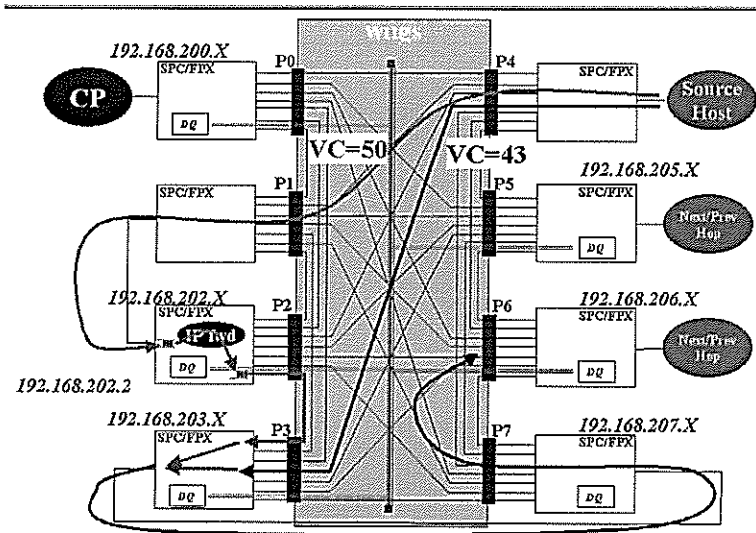 wugs
192.168.200.X
P0
P4
SPC/FPX
SPC/FPX
CP
Source
Host
DQ
VC=50
VC=43
192.168.205.X
SPC/FPX
P1
P5
SPC/FPX
Next/Prev
Hop
DQ
192.168.202.X
192.168.206.X
SPC/FPX
P2
P6
SPC/FPX
Next/Prev
Hop
DQ
DQ
192.168.202.2
192.168.203.X
192.168.207.X
SPC/FPX
P3
P7
SPC/FPX
DQ
DQ